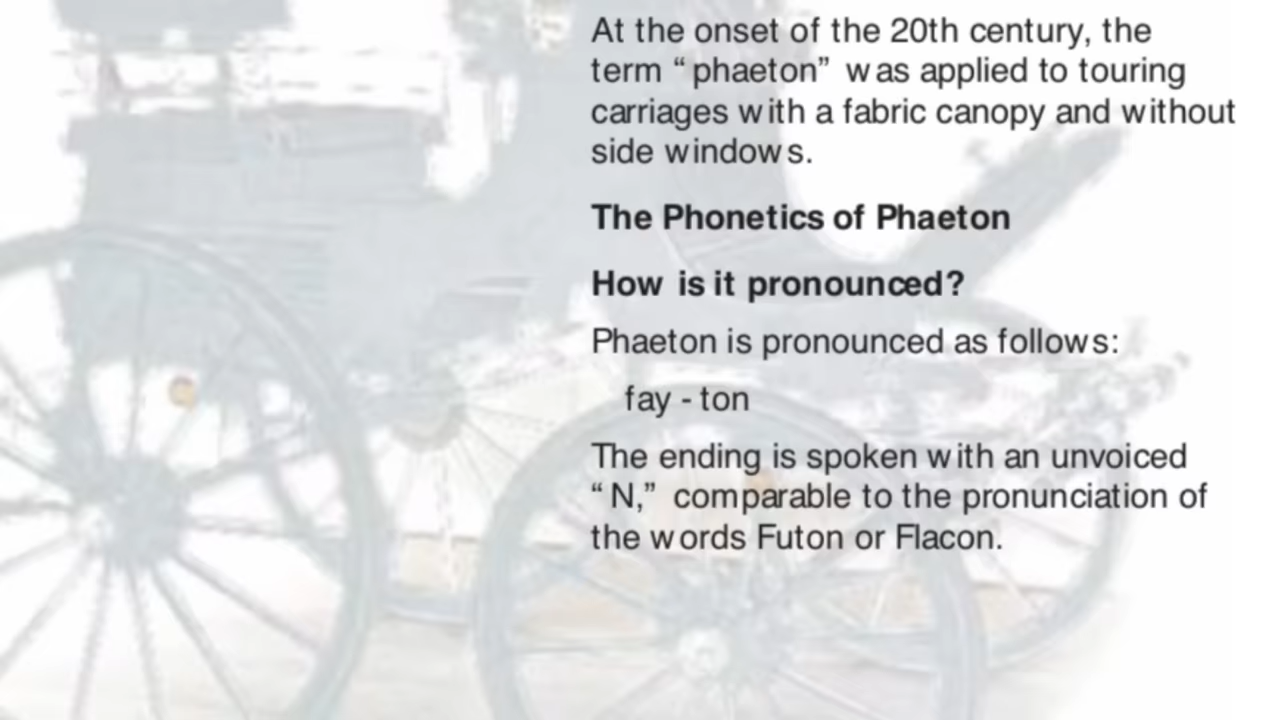 At the onset of the 20th century, the
term “phaeton” was applied to touring
carriages with a fabric canopy and without
side windows.
The Phonetics of Phaeton
How is it pronounced?
Phaeton is pronounced as follows:
fay - ton
The ending is spoken with an unvoiced
“N,” comparable to the pronunciation of
the words Futon or Flacon.